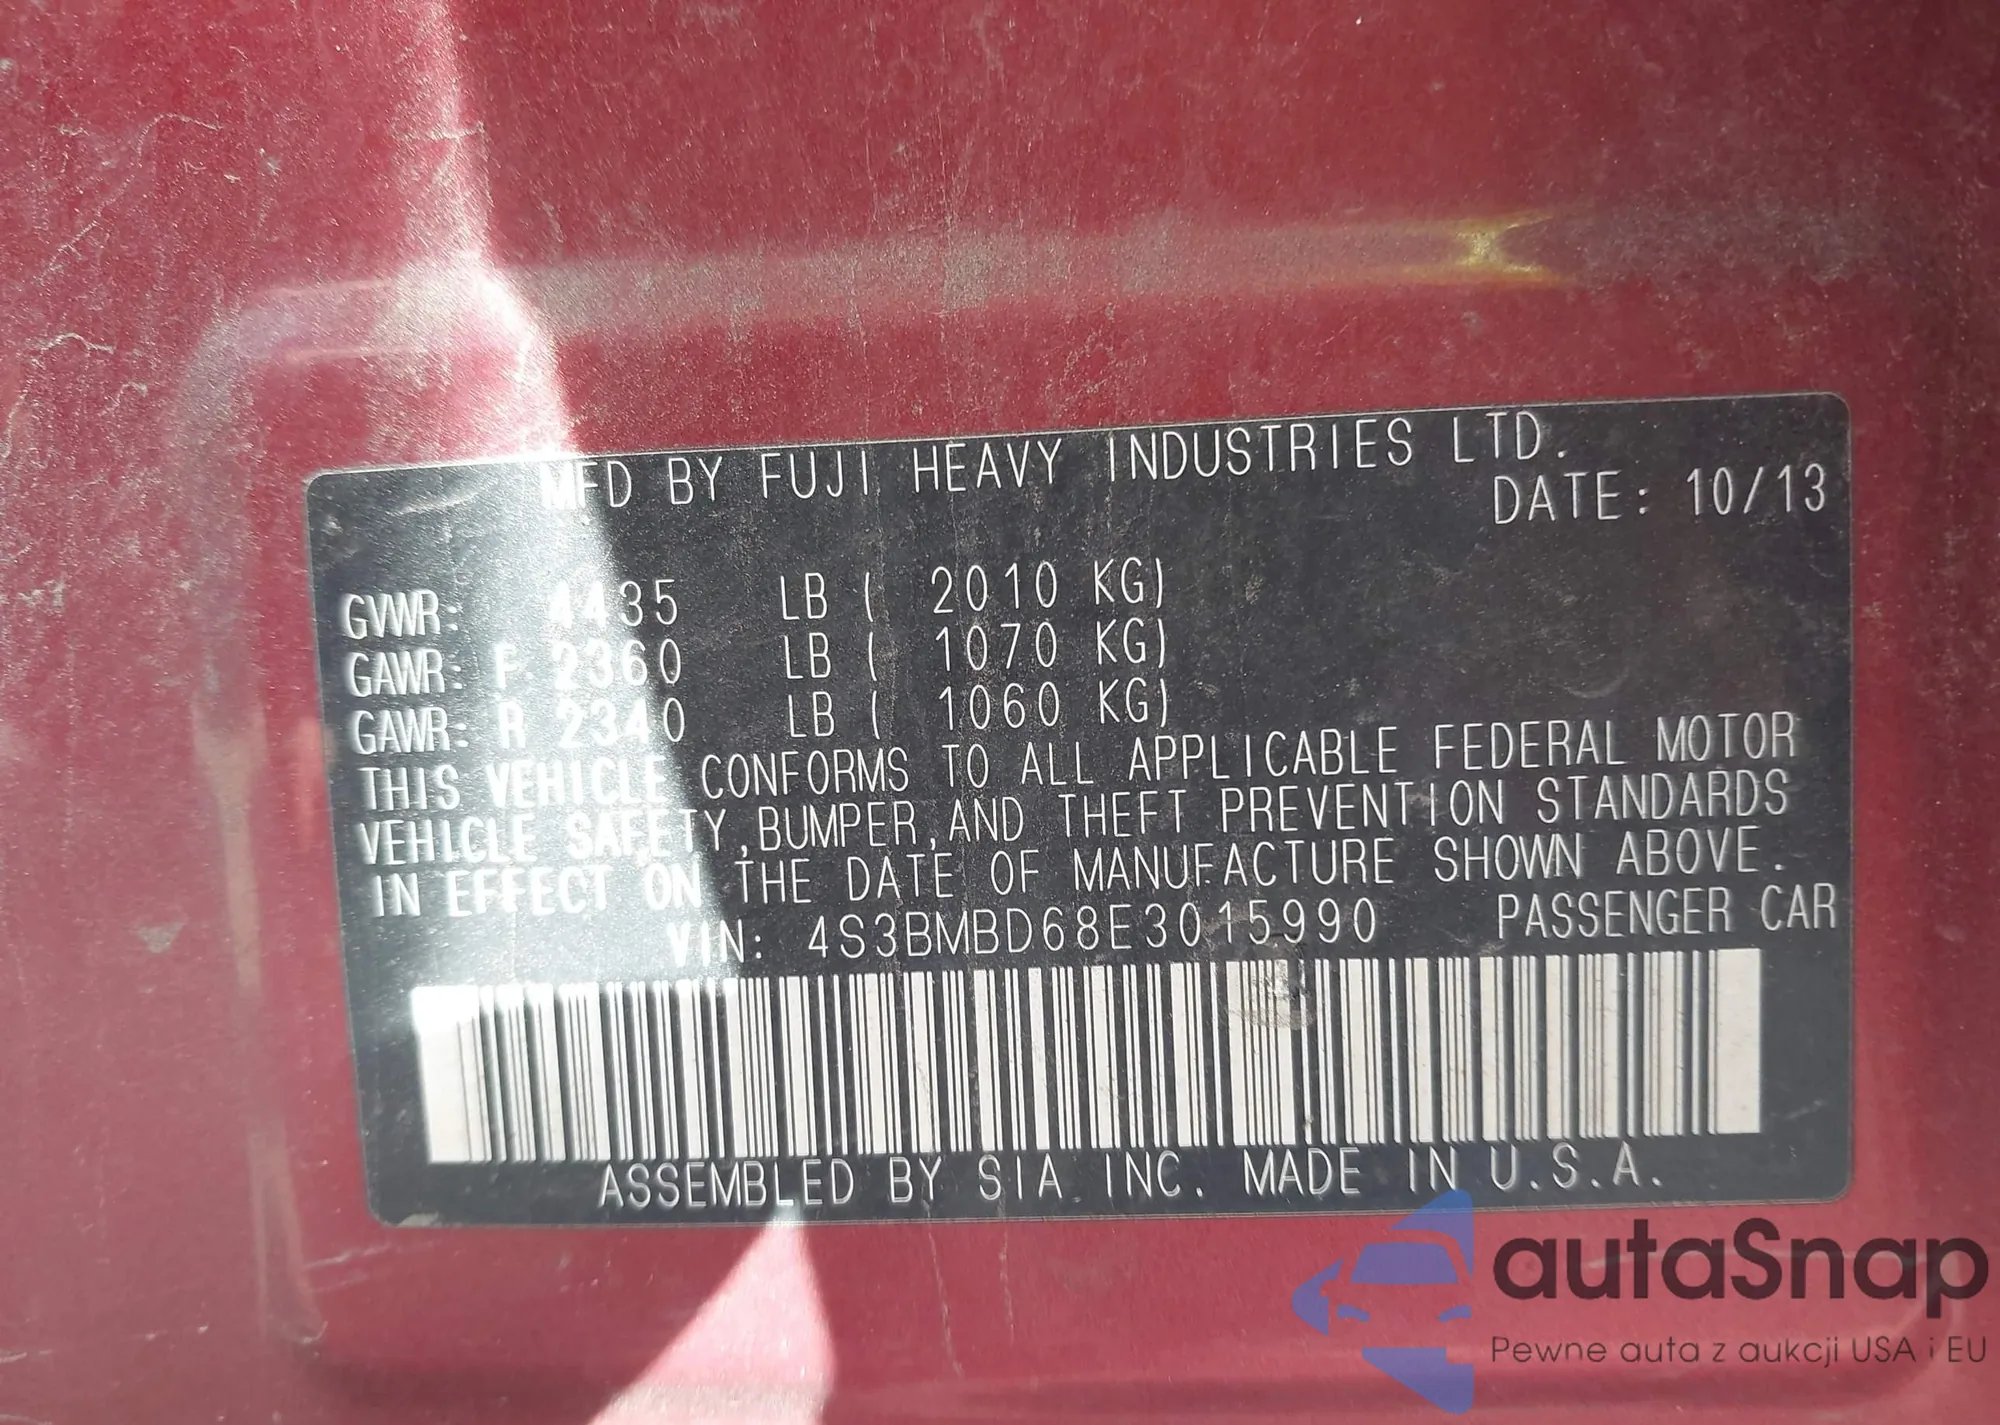 MFD BY FUJI HEAVY INDUSTRIES LTD.
DATE: 10/13
GVWR: 4435 LB ( 2010 KG)
GAWR: F 2360 LB ( 1070 KG)
GAWR: R 2340 LB ( 1060 KG)
THIS VEHICLE CONFORMS TO ALL APPLICABLE FEDERAL MOTOR
VEHICLE SAFETY,BUMPER,AND THEFT PREVENTION STANDARDS
IN EFFECT ON THE DATE OF MANUFACTURE SHOWN ABOVE.
VIN: 4S3BMBD68E3015990 PASSENGER CAR
ASSEMBLED BY SIA INC. MADE IN U.S.A.
autaSnap
Pewne auta z aukcji USA i EU